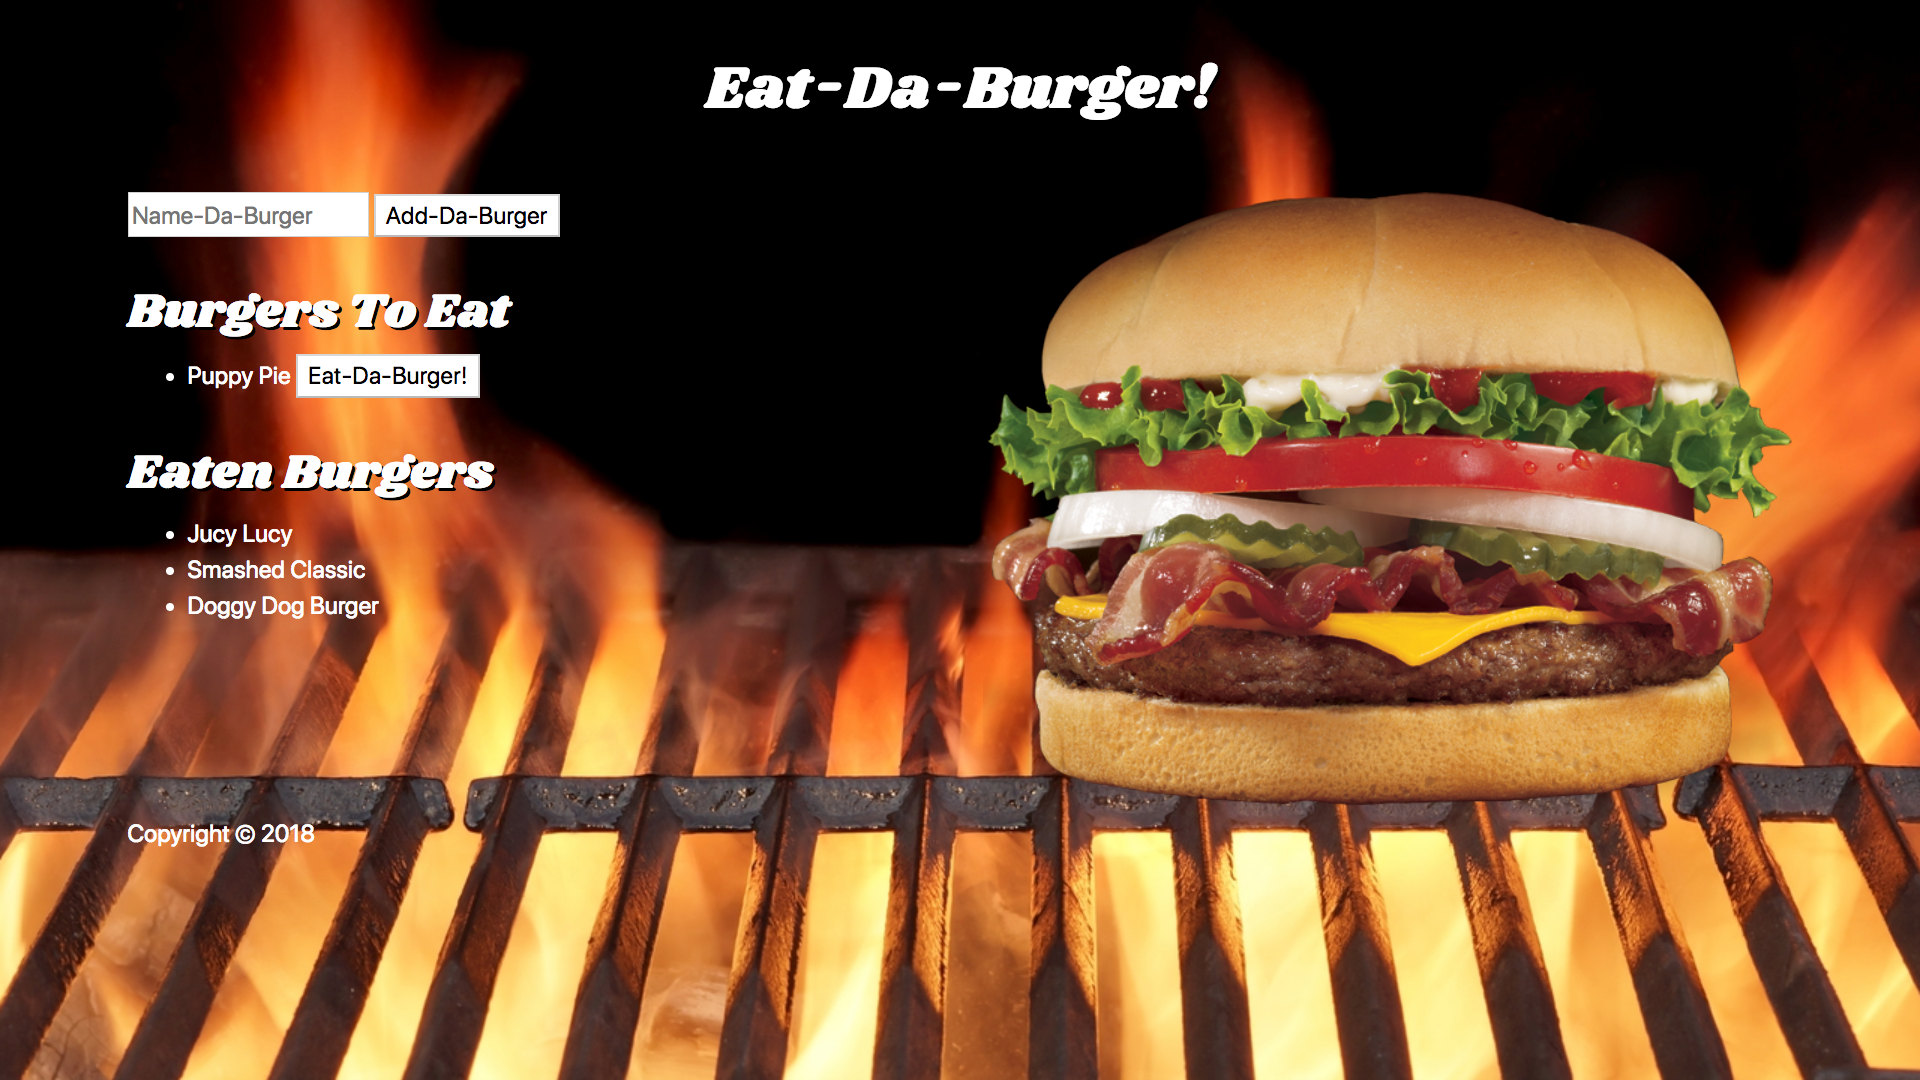 Eat-Da-Burger!
Name-Da-Burger Add-Da-Burger
Burgers To Eat
Puppy Pie Eat-Da-Burger!
Eaten Burgers
Jucy Lucy
Smashed Classic
Doggy Dog Burger
Copyright © 2018